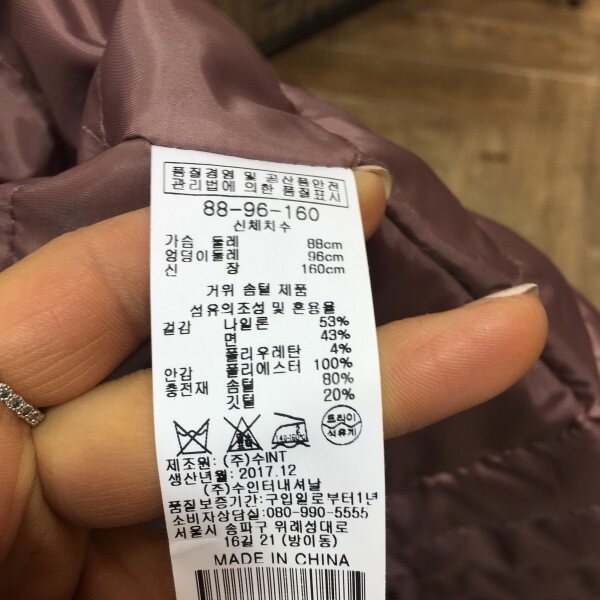 품질경영 및 공산품안전
관리법에 의한 품질표시
88-96-160
신체치수
가슴 둘레 88cm
엉덩이둘레 96cm
신 장 160cm
거위 솜털 제품
섬유의조성 및 혼용율
겉감 나일론 53%
면 43%
폴리우레탄 4%
안감 폴리에스터 100%
충전재 솜털 80%
깃털 20%
드라이
석유계
제조원: (주)수INT
생산년월: 2017.12
(주)수인터내셔날
품질보증기간:구입일로부터1년
소비자상담실:080-990-5555
서울시 송파구 위례성대로
16길 21 (방이동)
MADE IN CHINA